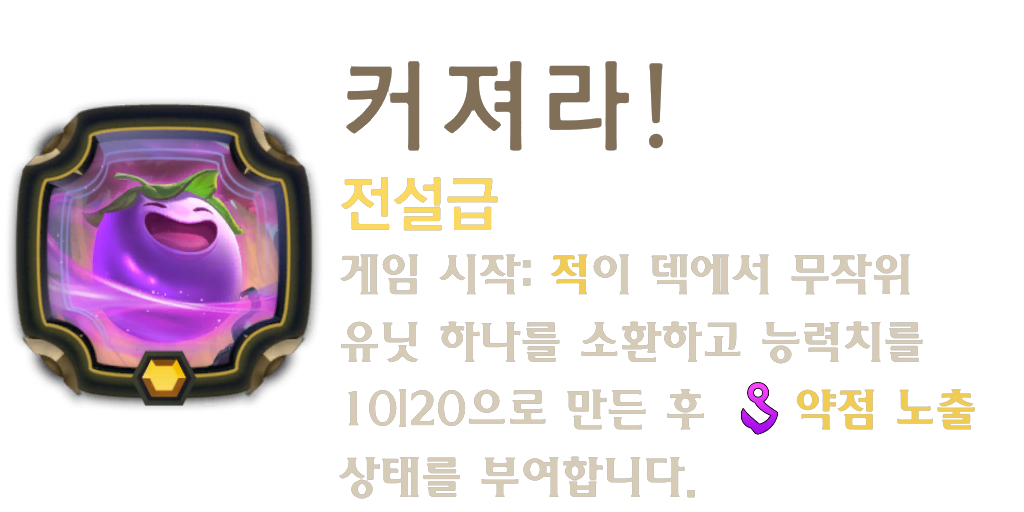 커져라!
전설급
게임 시작: 적이 덱에서 무작위
유닛 하나를 소환하고 능력치를
10|20으로 만든 후 약점 노출
상태를 부여합니다.